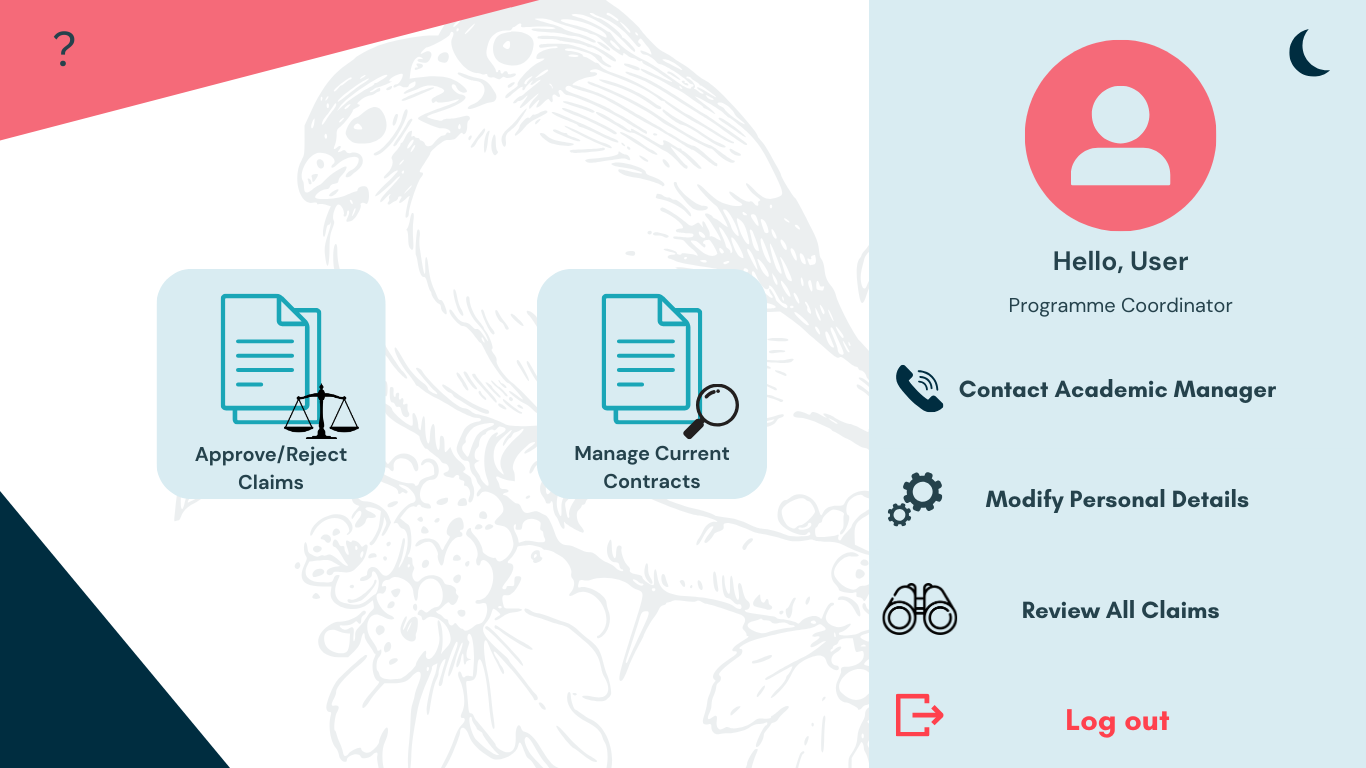 ?
Approve/Reject
Claims
Manage Current
Contracts
Hello, User
Programme Coordinator
Contact Academic Manager
Modify Personal Details
Review All Claims
Log out